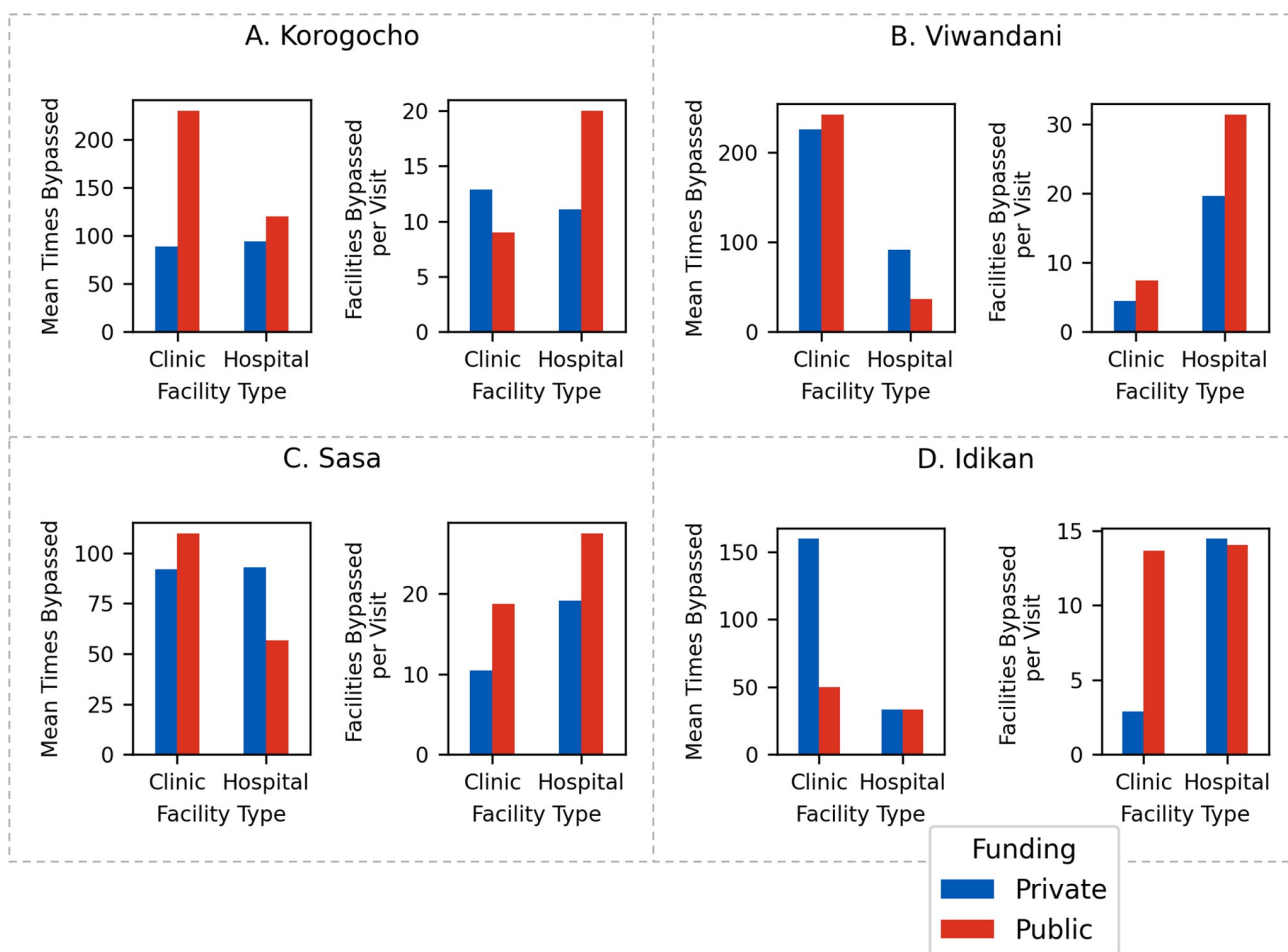 A. Korogocho
Mean Times Bypassed
200
150
100
50
0
Clinic Hospital
Facility Type
Facilities Bypassed
per Visit
20
15
10
5
0
Clinic Hospital
Facility Type
B. Viwandani
Mean Times Bypassed
200
100
0
Clinic Hospital
Facility Type
Facilities Bypassed
per Visit
30
20
10
0
Clinic Hospital
Facility Type
C. Sasa
Mean Times Bypassed
100
75
50
25
0
Clinic Hospital
Facility Type
Facilities Bypassed
per Visit
20
10
0
Clinic Hospital
Facility Type
D. Idikan
Mean Times Bypassed
150
100
50
0
Clinic Hospital
Facility Type
Facilities Bypassed
per Visit
15
10
5
0
Clinic Hospital
Facility Type
Funding
Private
Public